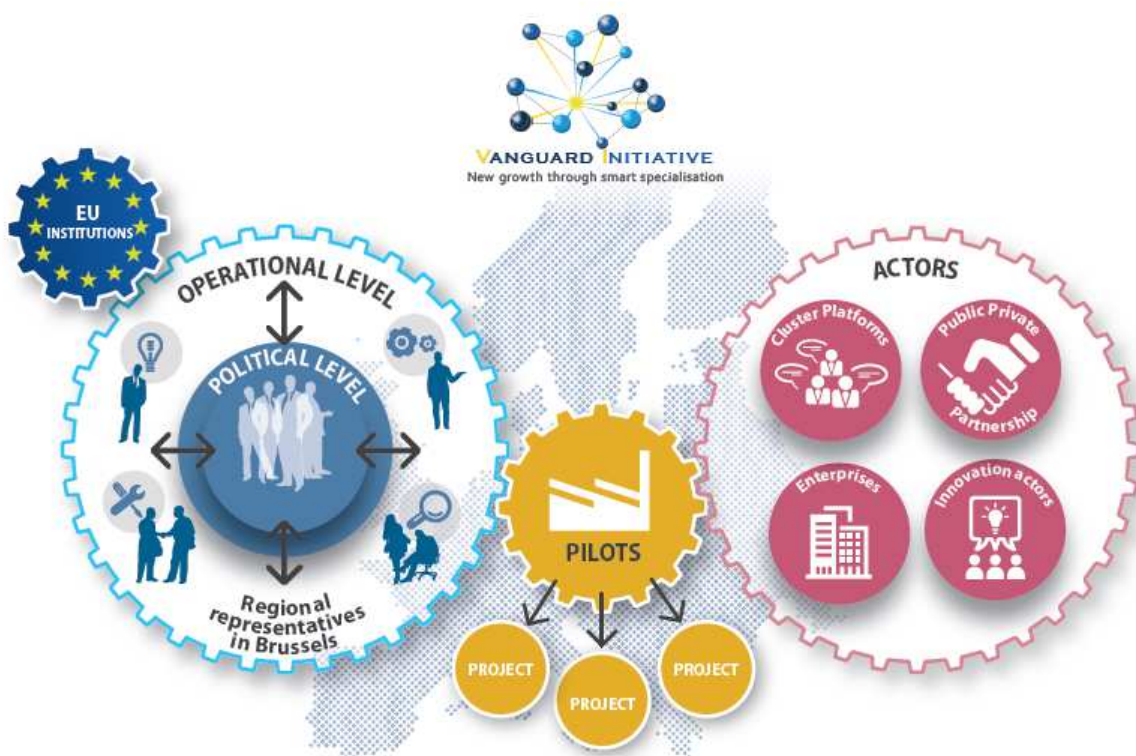 VANGUARD INITIATIVE
New growth through smart specialisation
EU
INSTITUTIONS
OPERATIONAL LEVEL
POLITICAL LEVEL
Regional
representatives
in Brussels
PILOTS
PROJECT
PROJECT
PROJECT
ACTORS
Cluster Platforms
Public Private
Partnership
Enterprises
Innovation actors